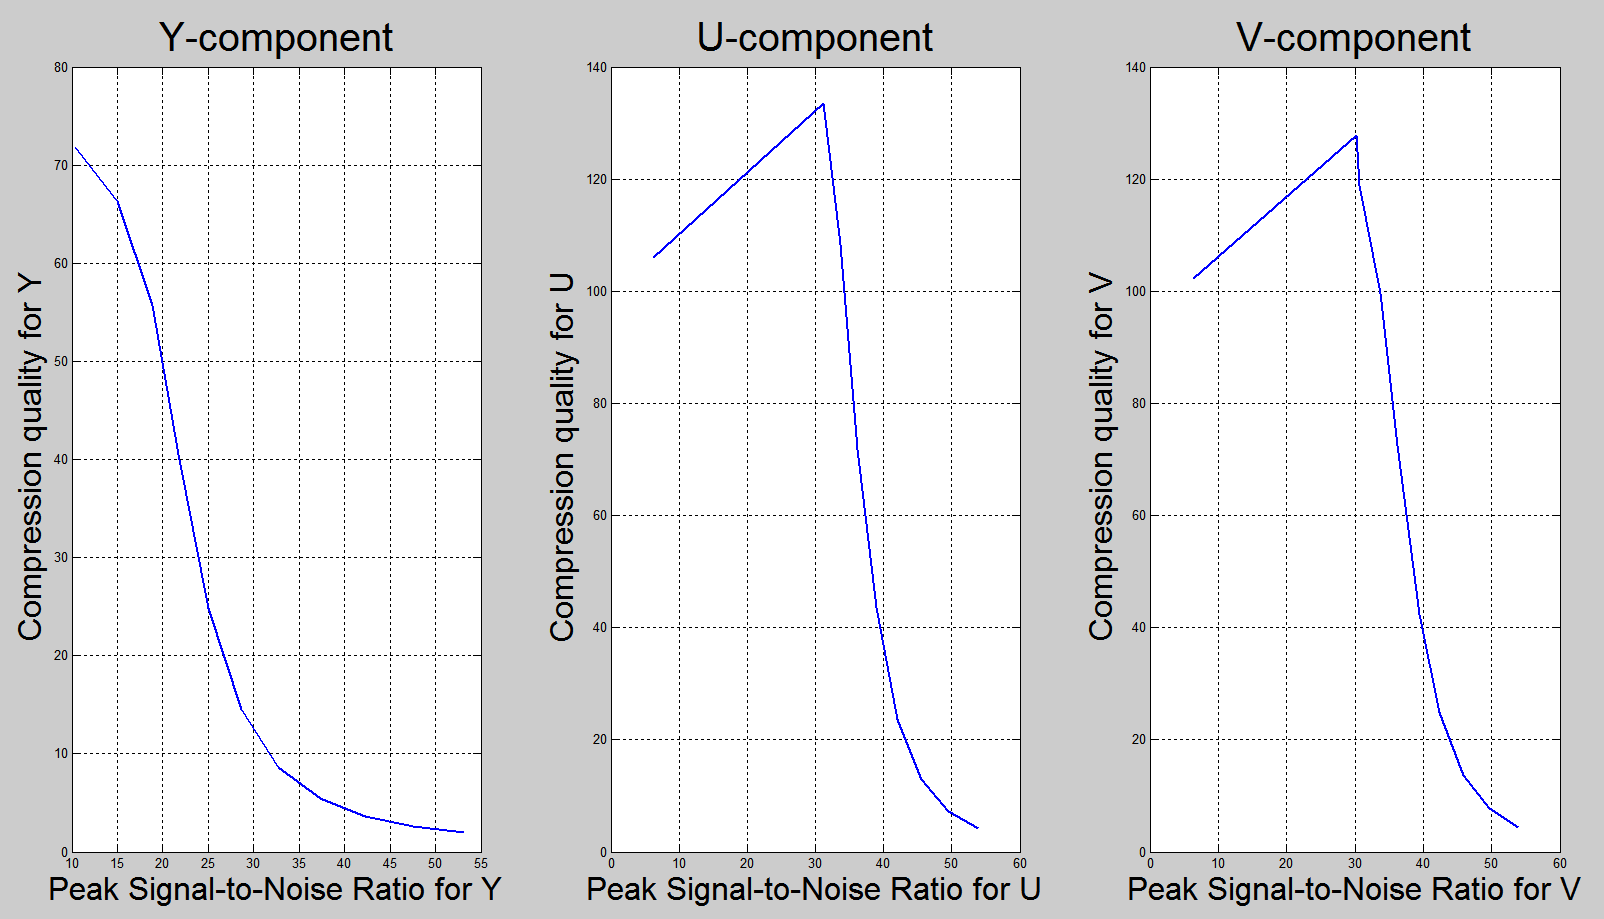 Y-component
U-component
V-component
80
70
60
50
40
30
20
10
0
10 15 20 25 30 35 40 45 50 55
Compression quality for Y
Peak Signal-to-Noise Ratio for Y
140
120
100
80
60
40
20
0
0 10 20 30 40 50 60
Compression quality for U
Peak Signal-to-Noise Ratio for U
140
120
100
80
60
40
20
0
0 10 20 30 40 50 60
Compression quality for V
Peak Signal-to-Noise Ratio for V